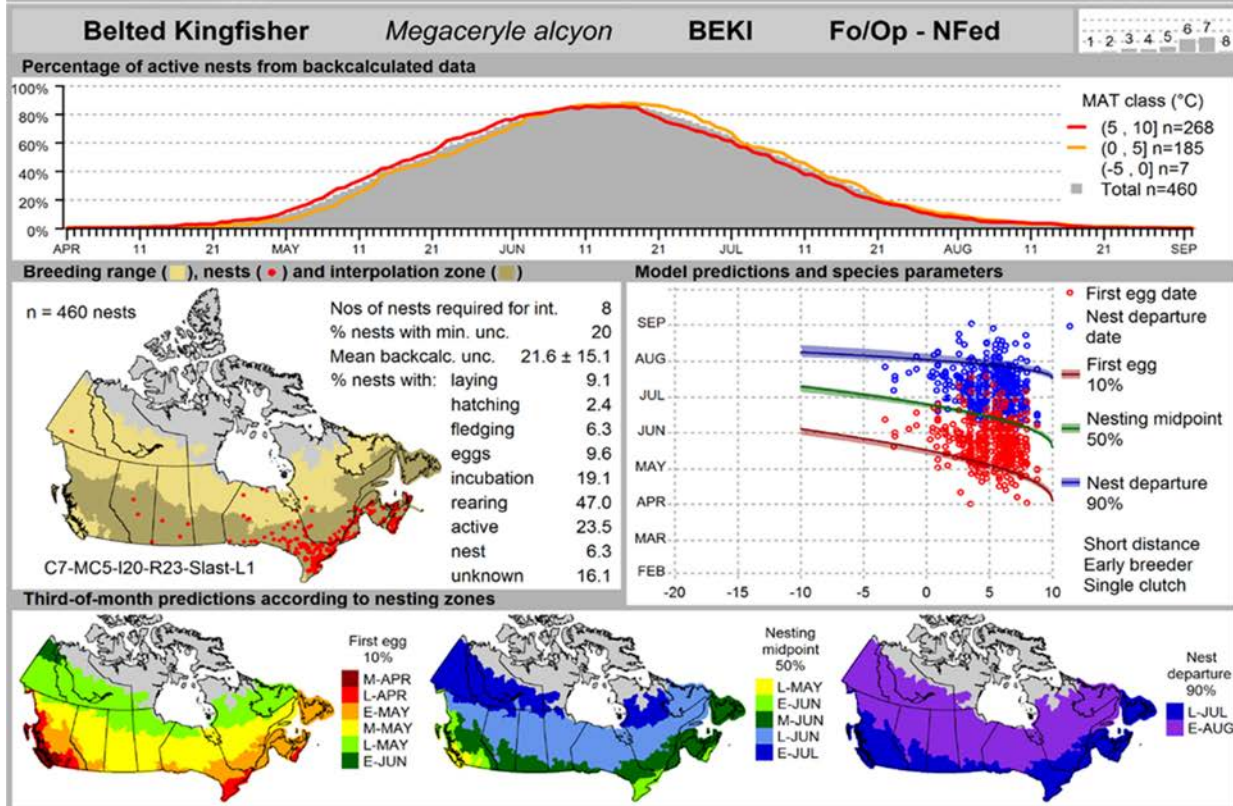 Belted Kingfisher Megaceryle alcyon BEKI Fo/Op - NFed
1 2 3 4 5 6 7 8
Percentage of active nests from backcalculated data
100%
80%
60%
40%
20%
0%
APR 11 21 MAY 11 21 JUN 11 21 JUL 11 21 AUG 11 21 SEP
MAT class (°C)
(5 , 10] n=268
(0 , 5] n=185
(-5 , 0] n=7
Total n=460
Breeding range ( ), nests ( ) and interpolation zone ( )
n = 460 nests
Nos of nests required for int. 8
% nests with min. unc. 20
Mean backcalc. unc. 21.6 ± 15.1
% nests with: laying 9.1
hatching 2.4
fledging 6.3
eggs 9.6
incubation 19.1
rearing 47.0
active 23.5
nest 6.3
unknown 16.1
C7-MC5-I20-R23-Slast-L1
Model predictions and species parameters
SEP
AUG
JUL
JUN
MAY
APR
MAR
FEB
-20 -15 -10 -5 0 5 10
First egg date
Nest departure
date
First egg
10%
Nesting midpoint
50%
Nest departure
90%
Short distance
Early breeder
Single clutch
Third-of-month predictions according to nesting zones
First egg
10%
M-APR
L-APR
E-MAY
M-MAY
L-MAY
E-JUN
Nesting
midpoint
50%
L-MAY
E-JUN
M-JUN
L-JUN
E-JUL
Nest
departure
90%
L-JUL
E-AUG